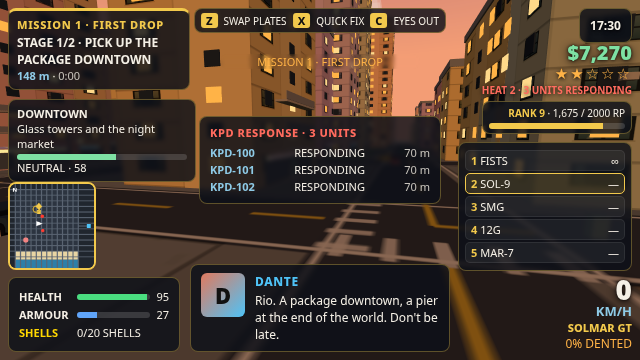 MISSION 1 · FIRST DROP
STAGE 1/2 · PICK UP THE
PACKAGE DOWNTOWN
148 m · 0:00
Z SWAP PLATES X QUICK FIX C EYES OUT
MISSION 1 · FIRST DROP
17:30
$7,270
★★☆☆☆
HEAT 2 · 3 UNITS RESPONDING
RANK 9 · 1,675 / 2000 RP
DOWNTOWN
Glass towers and the night
market
NEUTRAL · 58
KPD RESPONSE · 3 UNITS
KPD-100 RESPONDING 70 m
KPD-101 RESPONDING 70 m
KPD-102 RESPONDING 70 m
1 FISTS ∞
2 SOL-9 —
3 SMG —
4 12G —
5 MAR-7 —
N
HEALTH 95
ARMOUR 27
SHELLS 0/20 SHELLS
D
DANTE
Rio. A package downtown, a pier
at the end of the world. Don't be
late.
0
KM/H
SOLMAR GT
0% DENTED